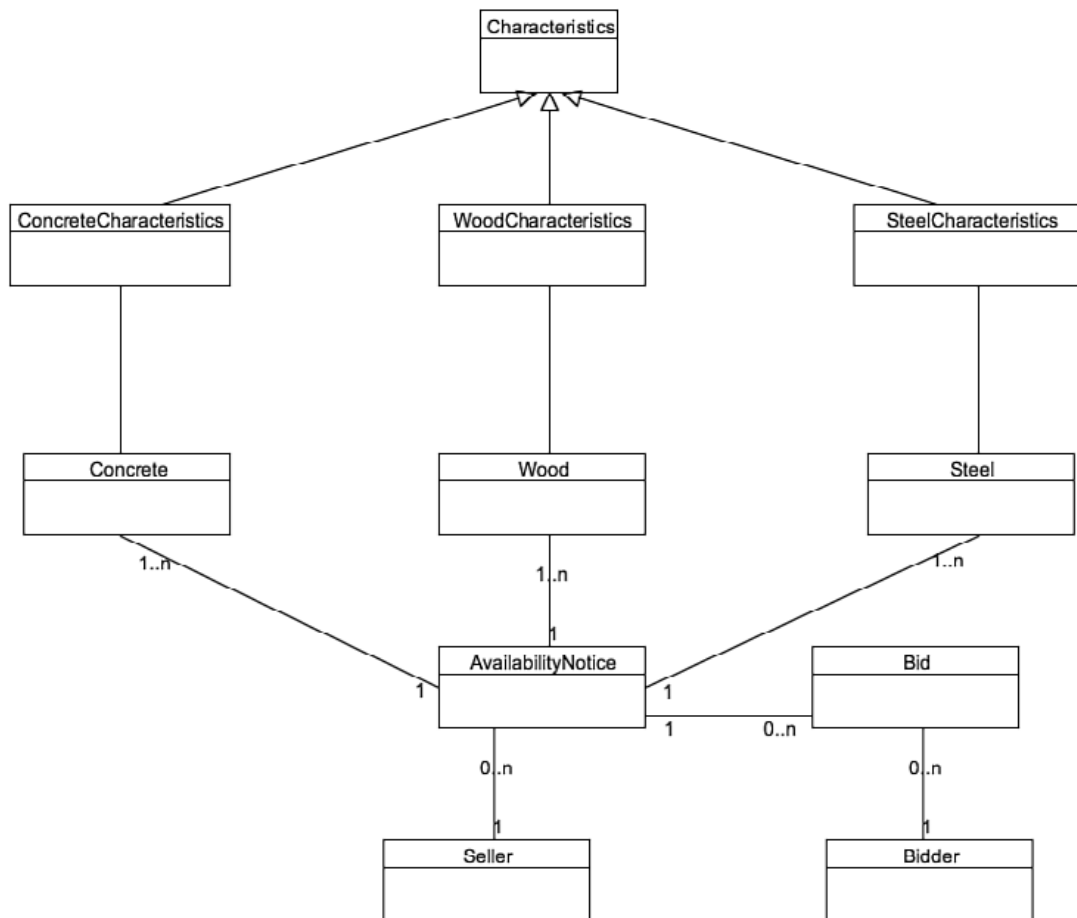 Characteristics
ConcreteCharacteristics
WoodCharacteristics
SteelCharacteristics
Concrete
Wood
Steel
1..n
1..n
1..n
1
AvailabilityNotice
Bid
1
1
1
0..n
0..n
0..n
1
1
Seller
Bidder